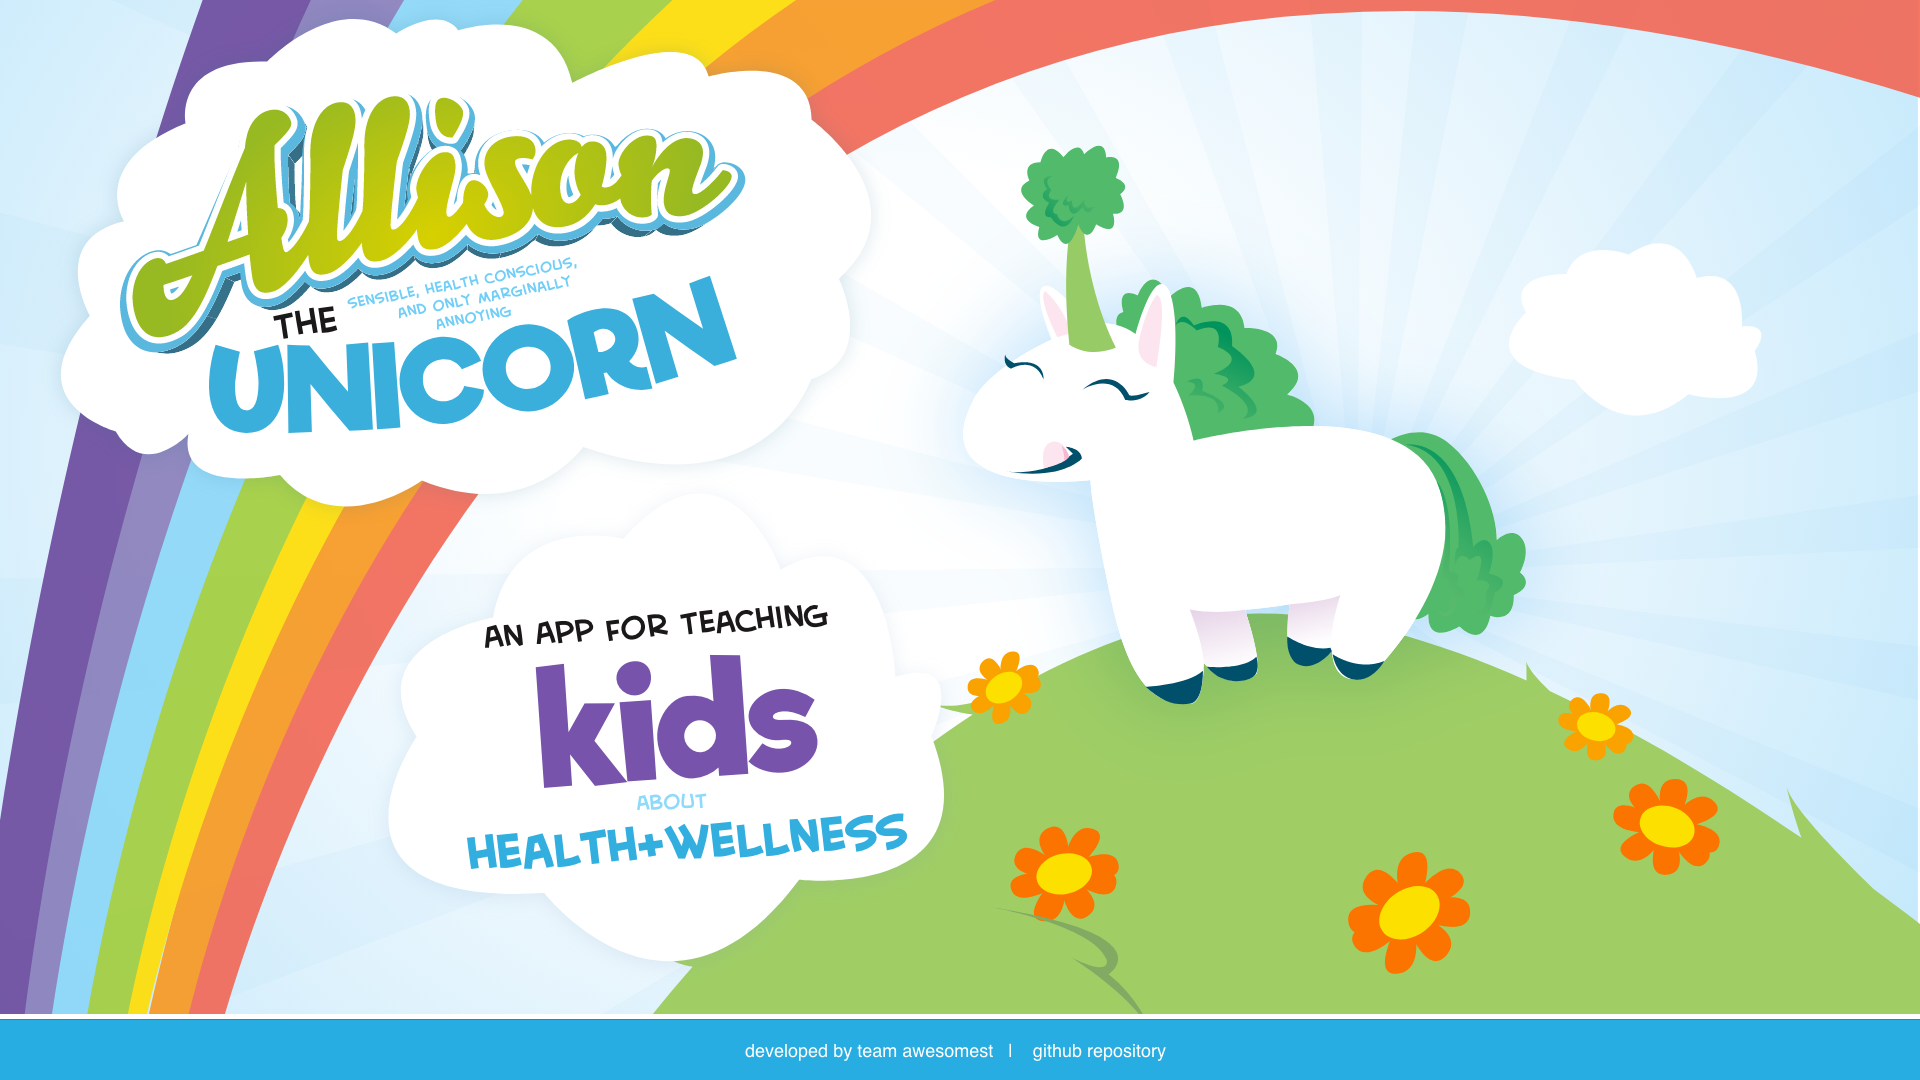 Allison
SENSIBLE, HEALTH CONSCIOUS,
AND ONLY MARGINALLY
ANNOYING
THE
UNICORN
AN APP FOR TEACHING
kids
ABOUT
HEALTH+WELLNESS
developed by team awesomest | github repository